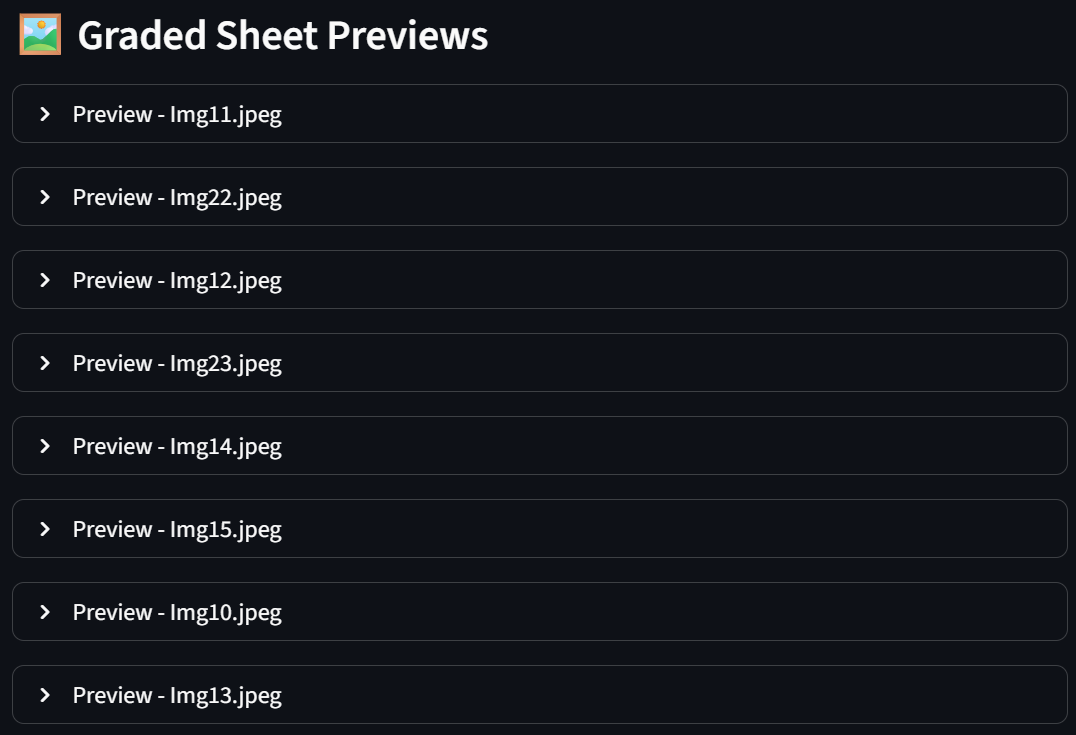 Graded Sheet Previews
Preview - Img11.jpeg
Preview - Img22.jpeg
Preview - Img12.jpeg
Preview - Img23.jpeg
Preview - Img14.jpeg
Preview - Img15.jpeg
Preview - Img10.jpeg
Preview - Img13.jpeg